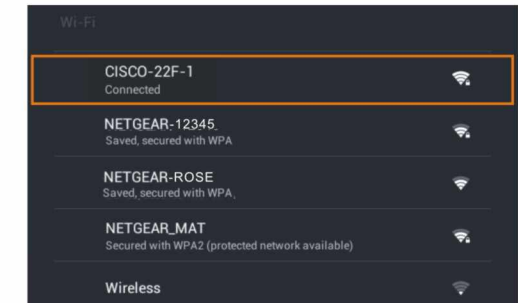 Wi-Fi
CISCO-22F-1
Connected
NETGEAR-12345
Saved, secured with WPA
NETGEAR-ROSE
Saved, secured with WPA,
NETGEAR_MAT
Secured with WPA2 (protected network available)
Wireless